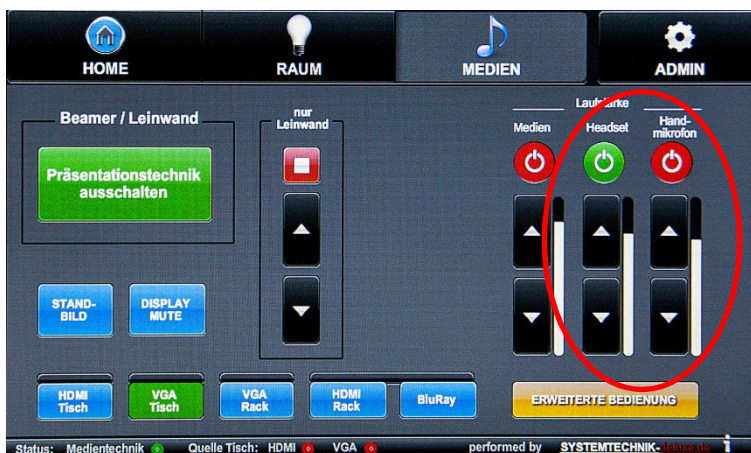 HOME
RAUM
MEDIEN
ADMIN
Beamer / Leinwand
nur
Leinwand
Präsentationstechnik
ausschalten
Lautstärke
Medien
Headset
Hand-
mikrofon
STAND-
BILD
DISPLAY
MUTE
HDMI
Tisch
VGA
Tisch
VGA
Rack
HDMI
Rack
BluRay
ERWEITERTE BEDIENUNG
Status: Medientechnik
Quelle Tisch: HDMI
VGA
performed by SYSTEMTECHNIK-
i